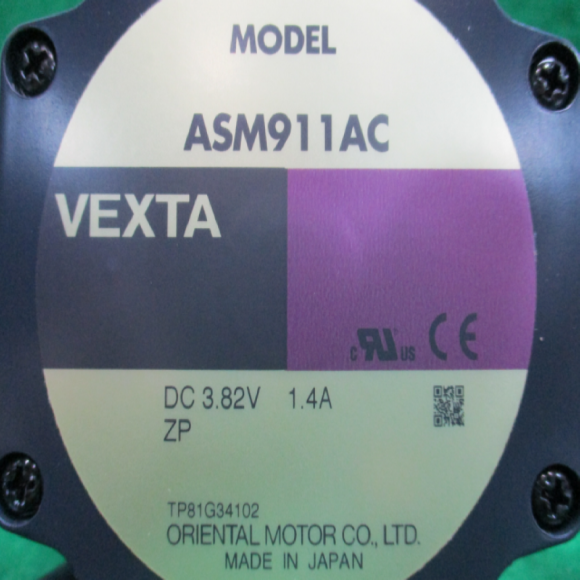 MODEL
ASM911AC
VEXTA
c RU US CE
DC 3.82V 1.4A
ZP
TP81G34102
ORIENTAL MOTOR CO., LTD.
MADE IN JAPAN